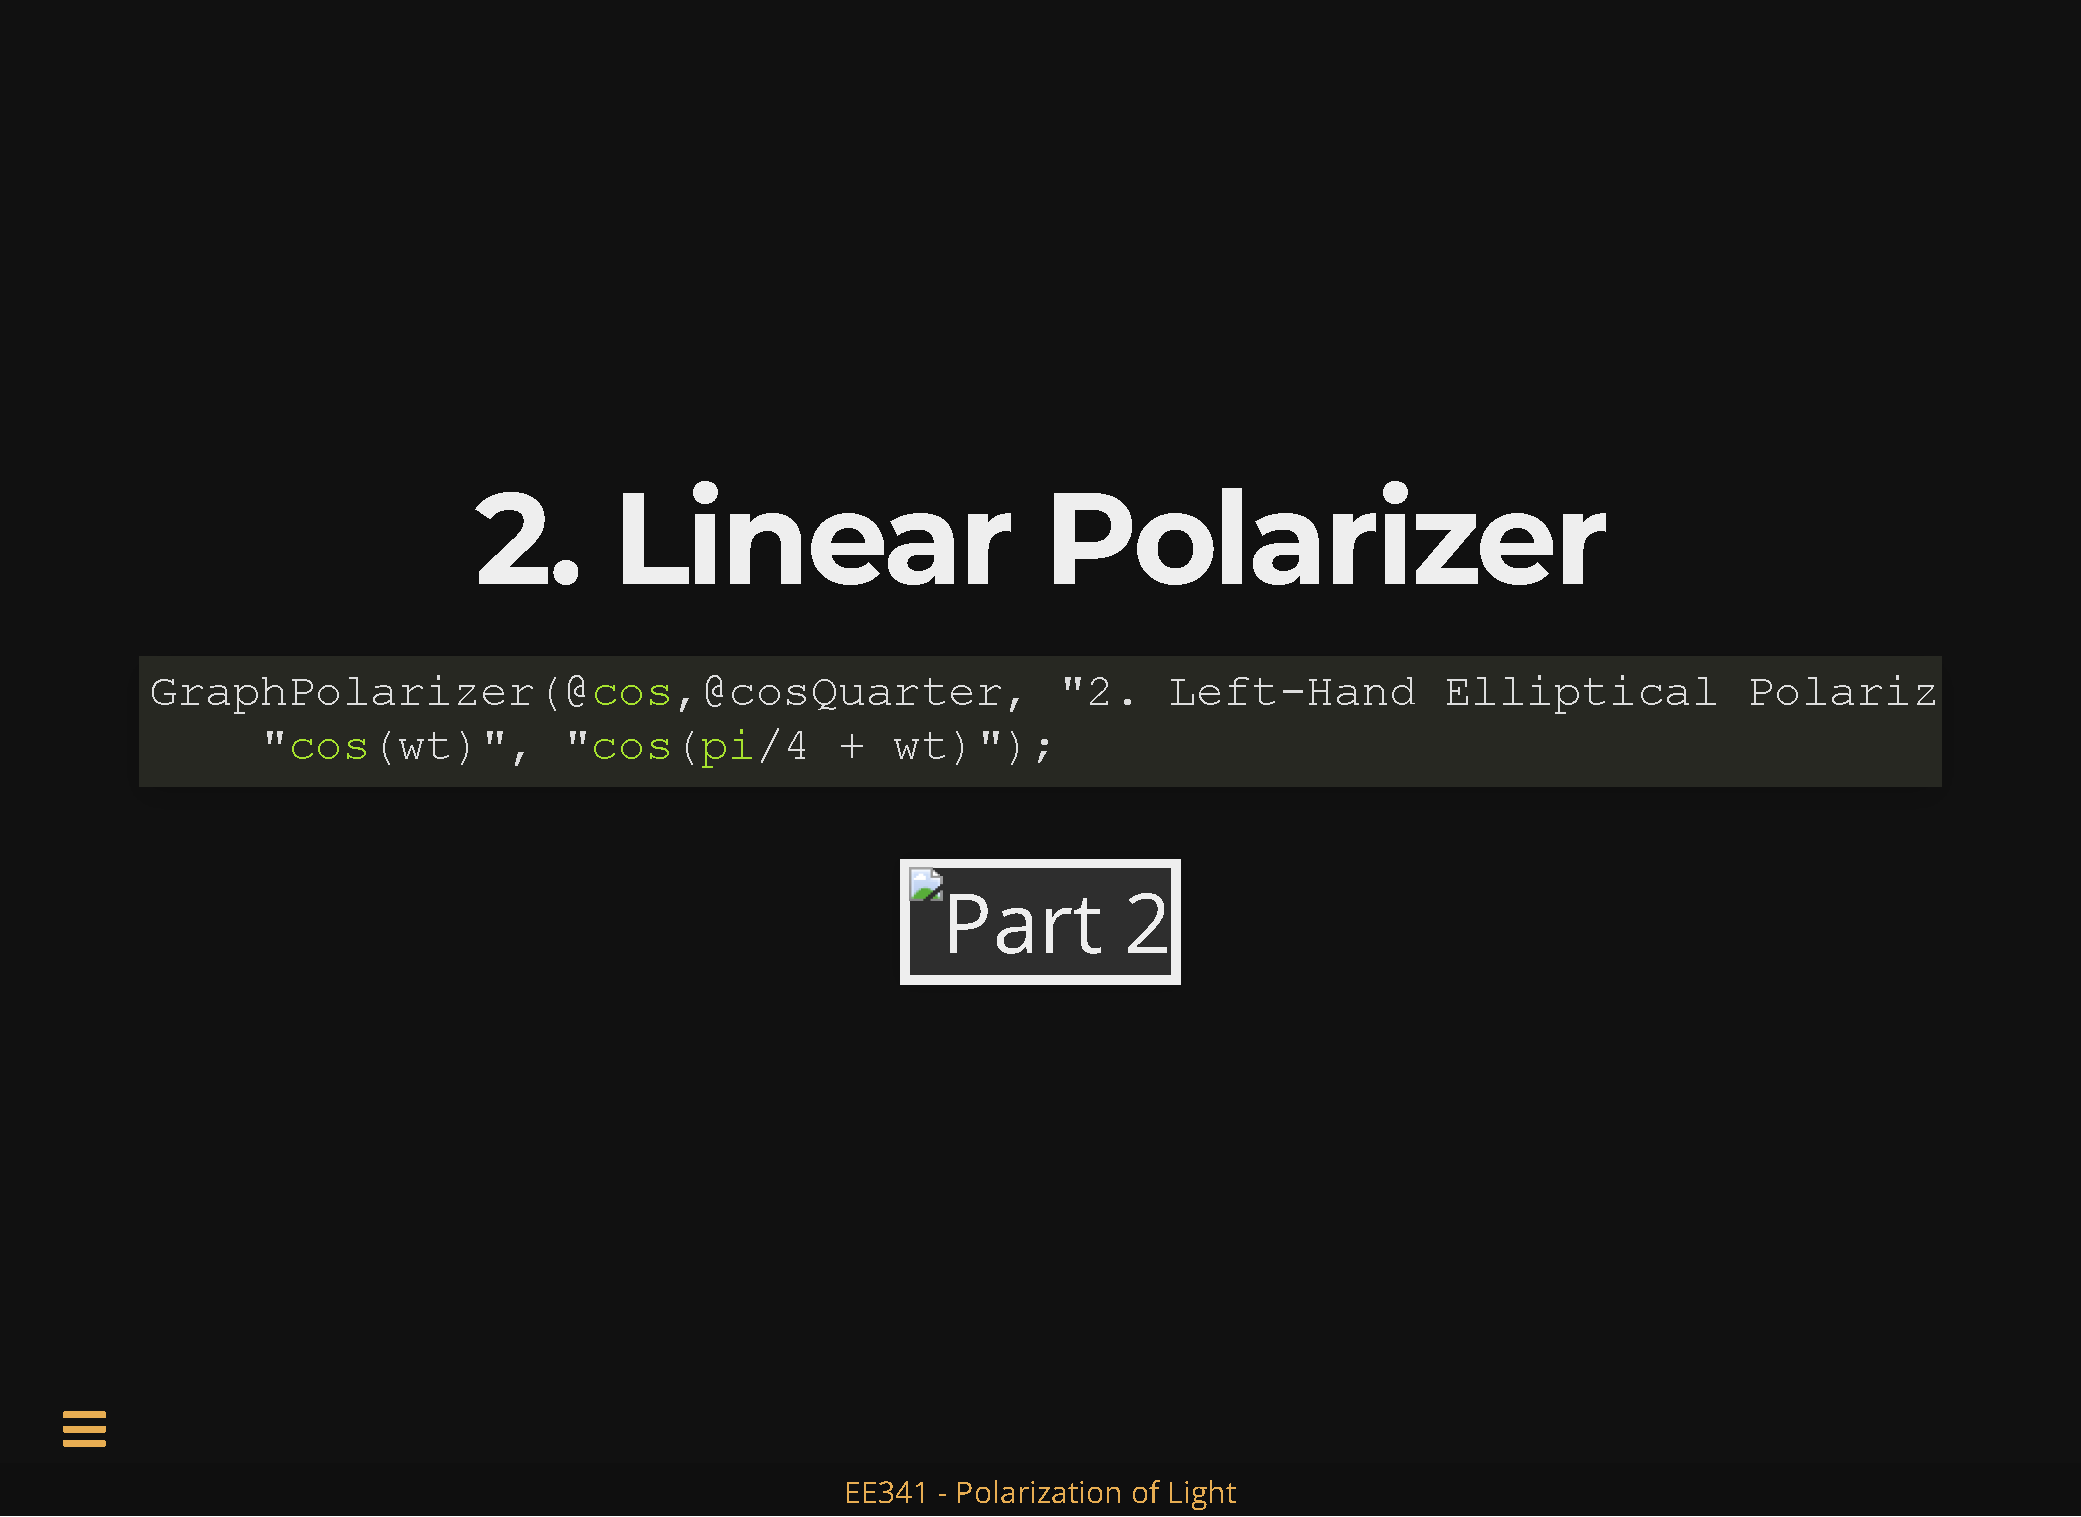 2. Linear Polarizer
GraphPolarizer(@cos,@cosQuarter, "2. Left-Hand Elliptical Polariz
"cos(wt)", "cos(pi/4 + wt)");
Part 2
EE341 - Polarization of Light